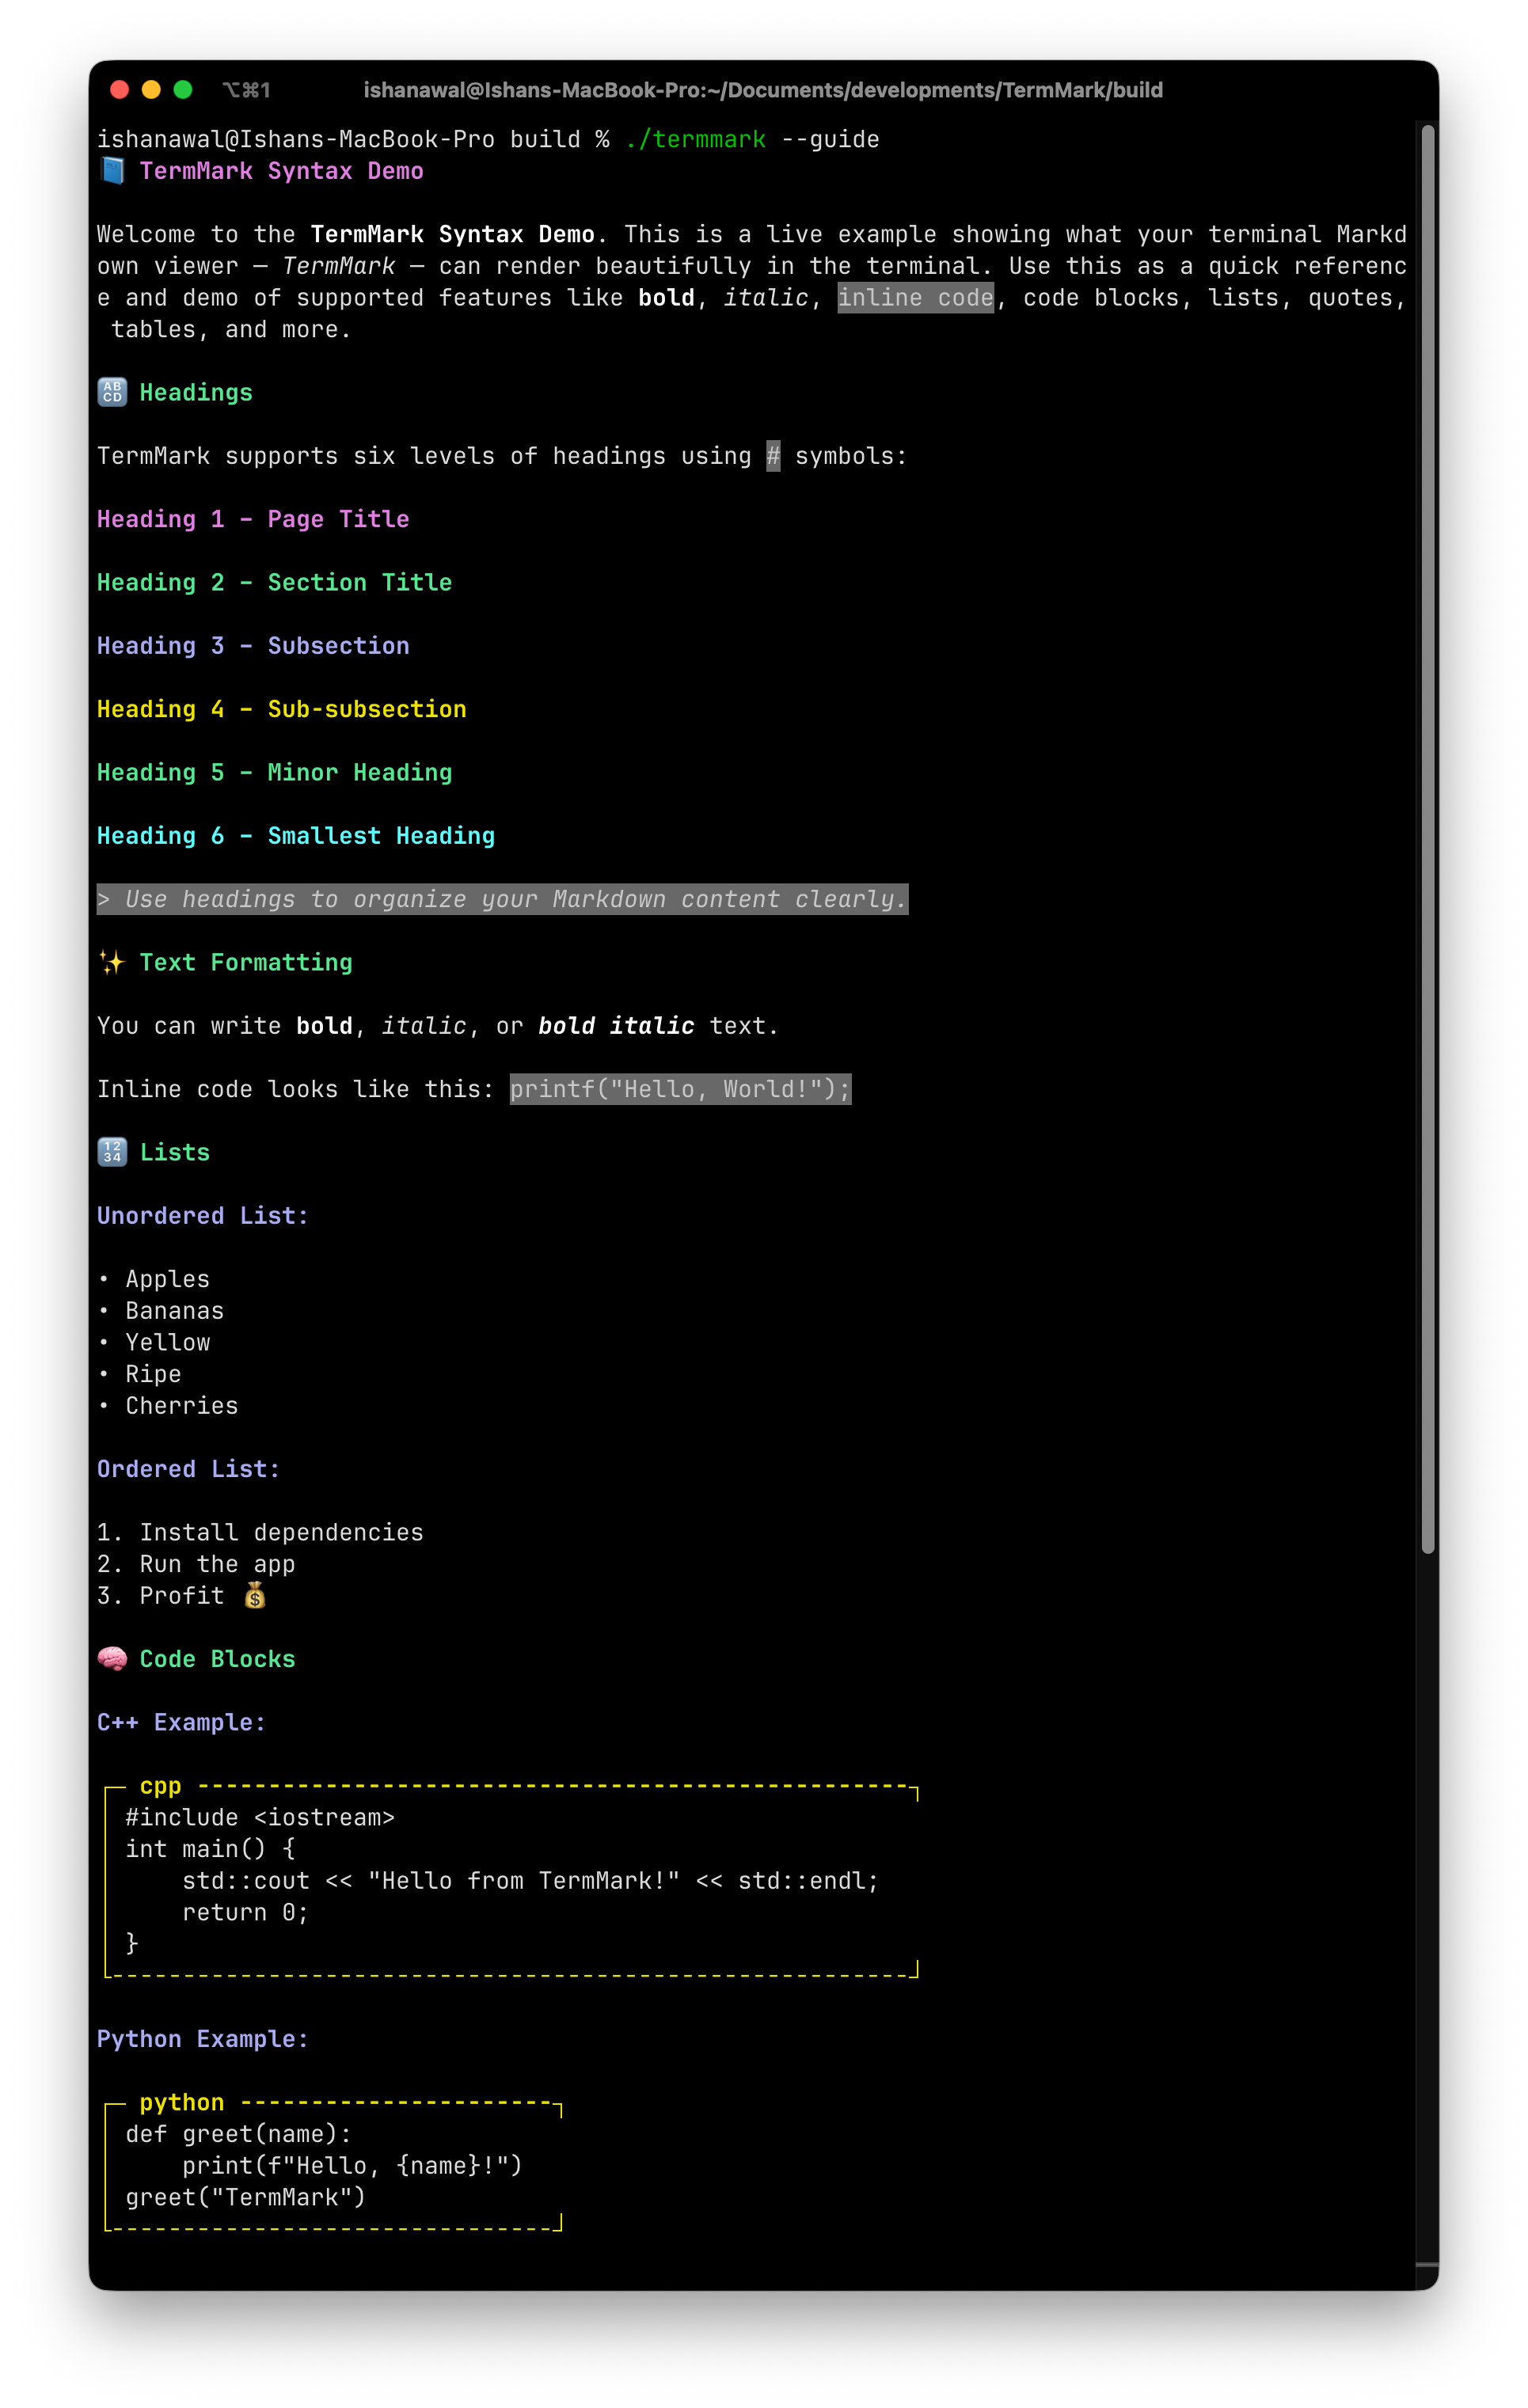 ⌥⌘1 ishanawal@Ishans-MacBook-Pro:~/Documents/developments/TermMark/build
ishanawal@Ishans-MacBook-Pro build % ./termmark --guide
📘 TermMark Syntax Demo
Welcome to the TermMark Syntax Demo. This is a live example showing what your terminal Markd
own viewer — TermMark — can render beautifully in the terminal. Use this as a quick referenc
e and demo of supported features like bold, italic, inline code, code blocks, lists, quotes,
 tables, and more.
🔠 Headings
TermMark supports six levels of headings using # symbols:
Heading 1 – Page Title
Heading 2 – Section Title
Heading 3 – Subsection
Heading 4 – Sub-subsection
Heading 5 – Minor Heading
Heading 6 – Smallest Heading
> Use headings to organize your Markdown content clearly.
✨ Text Formatting
You can write bold, italic, or bold italic text.
Inline code looks like this: printf("Hello, World!");
🔢 Lists
Unordered List:
• Apples
• Bananas
• Yellow
• Ripe
• Cherries
Ordered List:
1. Install dependencies
2. Run the app
3. Profit 💰
🧠 Code Blocks
C++ Example:
cpp
#include <iostream>
int main() {
    std::cout << "Hello from TermMark!" << std::endl;
    return 0;
}
Python Example:
python
def greet(name):
    print(f"Hello, {name}!")
greet("TermMark")